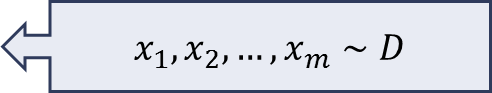 x₁, x₂, ..., xₘ ~ D